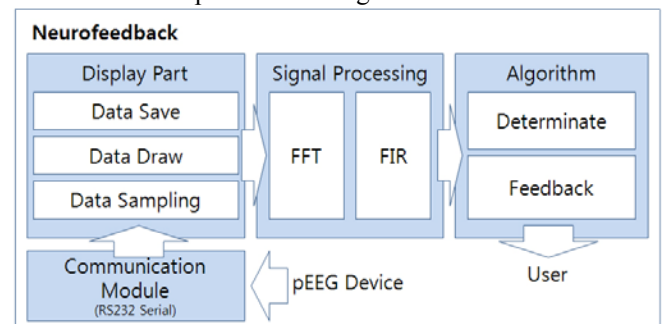 Neurofeedback
Display Part
Data Save
Data Draw
Data Sampling
Signal Processing
FFT
FIR
Algorithm
Determinate
Feedback
Communication
Module
(RS232 Serial)
pEEG Device
User